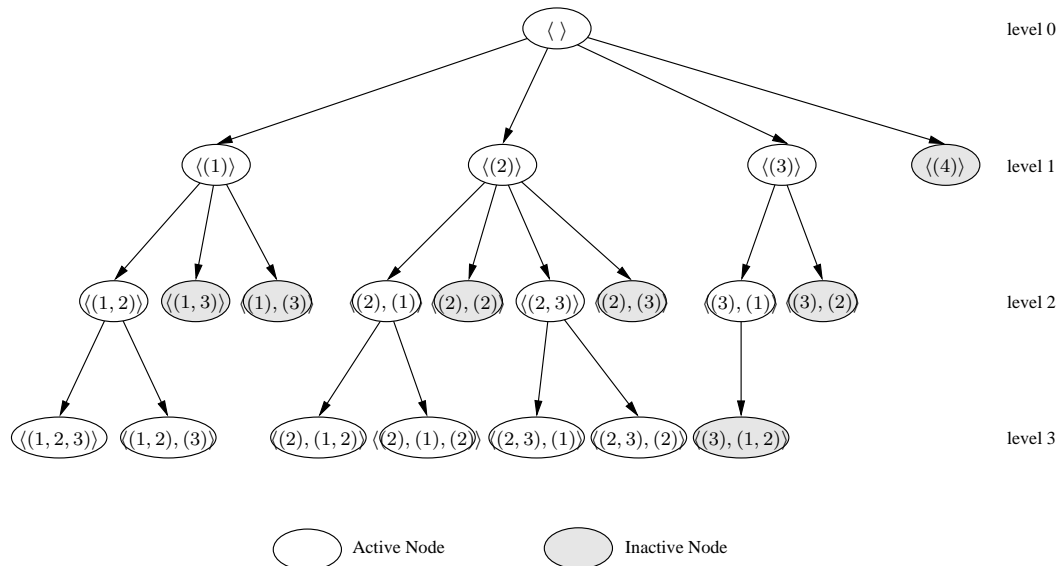 ⟨ ⟩ level 0
⟨(1)⟩ ⟨(2)⟩ ⟨(3)⟩ ⟨(4)⟩ level 1
⟨(1, 2)⟩ ⟨(1, 3)⟩ ⟨(1), (3)⟩ ⟨(2), (1)⟩ ⟨(2), (2)⟩ ⟨(2, 3)⟩ ⟨(2), (3)⟩ ⟨(3), (1)⟩ ⟨(3), (2)⟩ level 2
⟨(1, 2, 3)⟩ ⟨(1, 2), (3)⟩ ⟨(2), (1, 2)⟩ ⟨(2), (1), (2)⟩ ⟨(2, 3), (1)⟩ ⟨(2, 3), (2)⟩ ⟨(3), (1, 2)⟩ level 3
Active Node Inactive Node